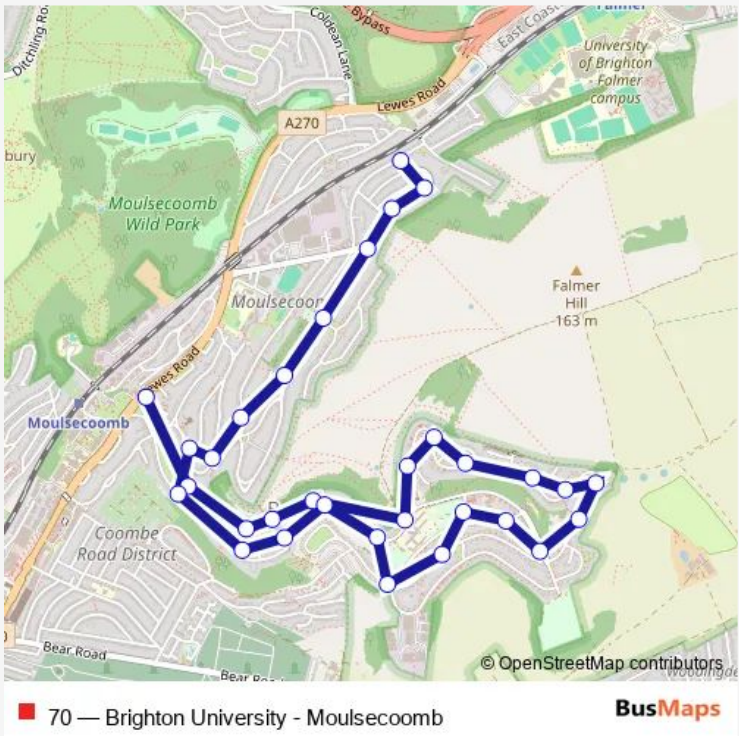 Ditchling Ro
Coldean Lane
Bypass
East Coas
Falmer
University
of Brighton
- Falmer
campus
Lewes Road
A270
bury
Moulsecoomb
Wild Park
Falmer
Hill
163 m
Moulsecoo
ewes Road
Moulsecoomb
Coombe
Road District
Bear Road
Bear Roa
© OpenStreetMap contributors
70 — Brighton University - Moulsecoomb
BusMaps